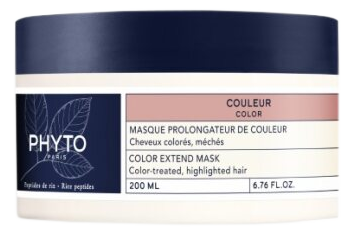 COULEUR
COLOR
PHYTO
PARIS
Peptides de riz • Rice peptides
MASQUE PROLONGATEUR DE COULEUR
Cheveux colorés, méchés
COLOR EXTEND MASK
Color-treated, highlighted hair
200 ML 6.76 FL.OZ.